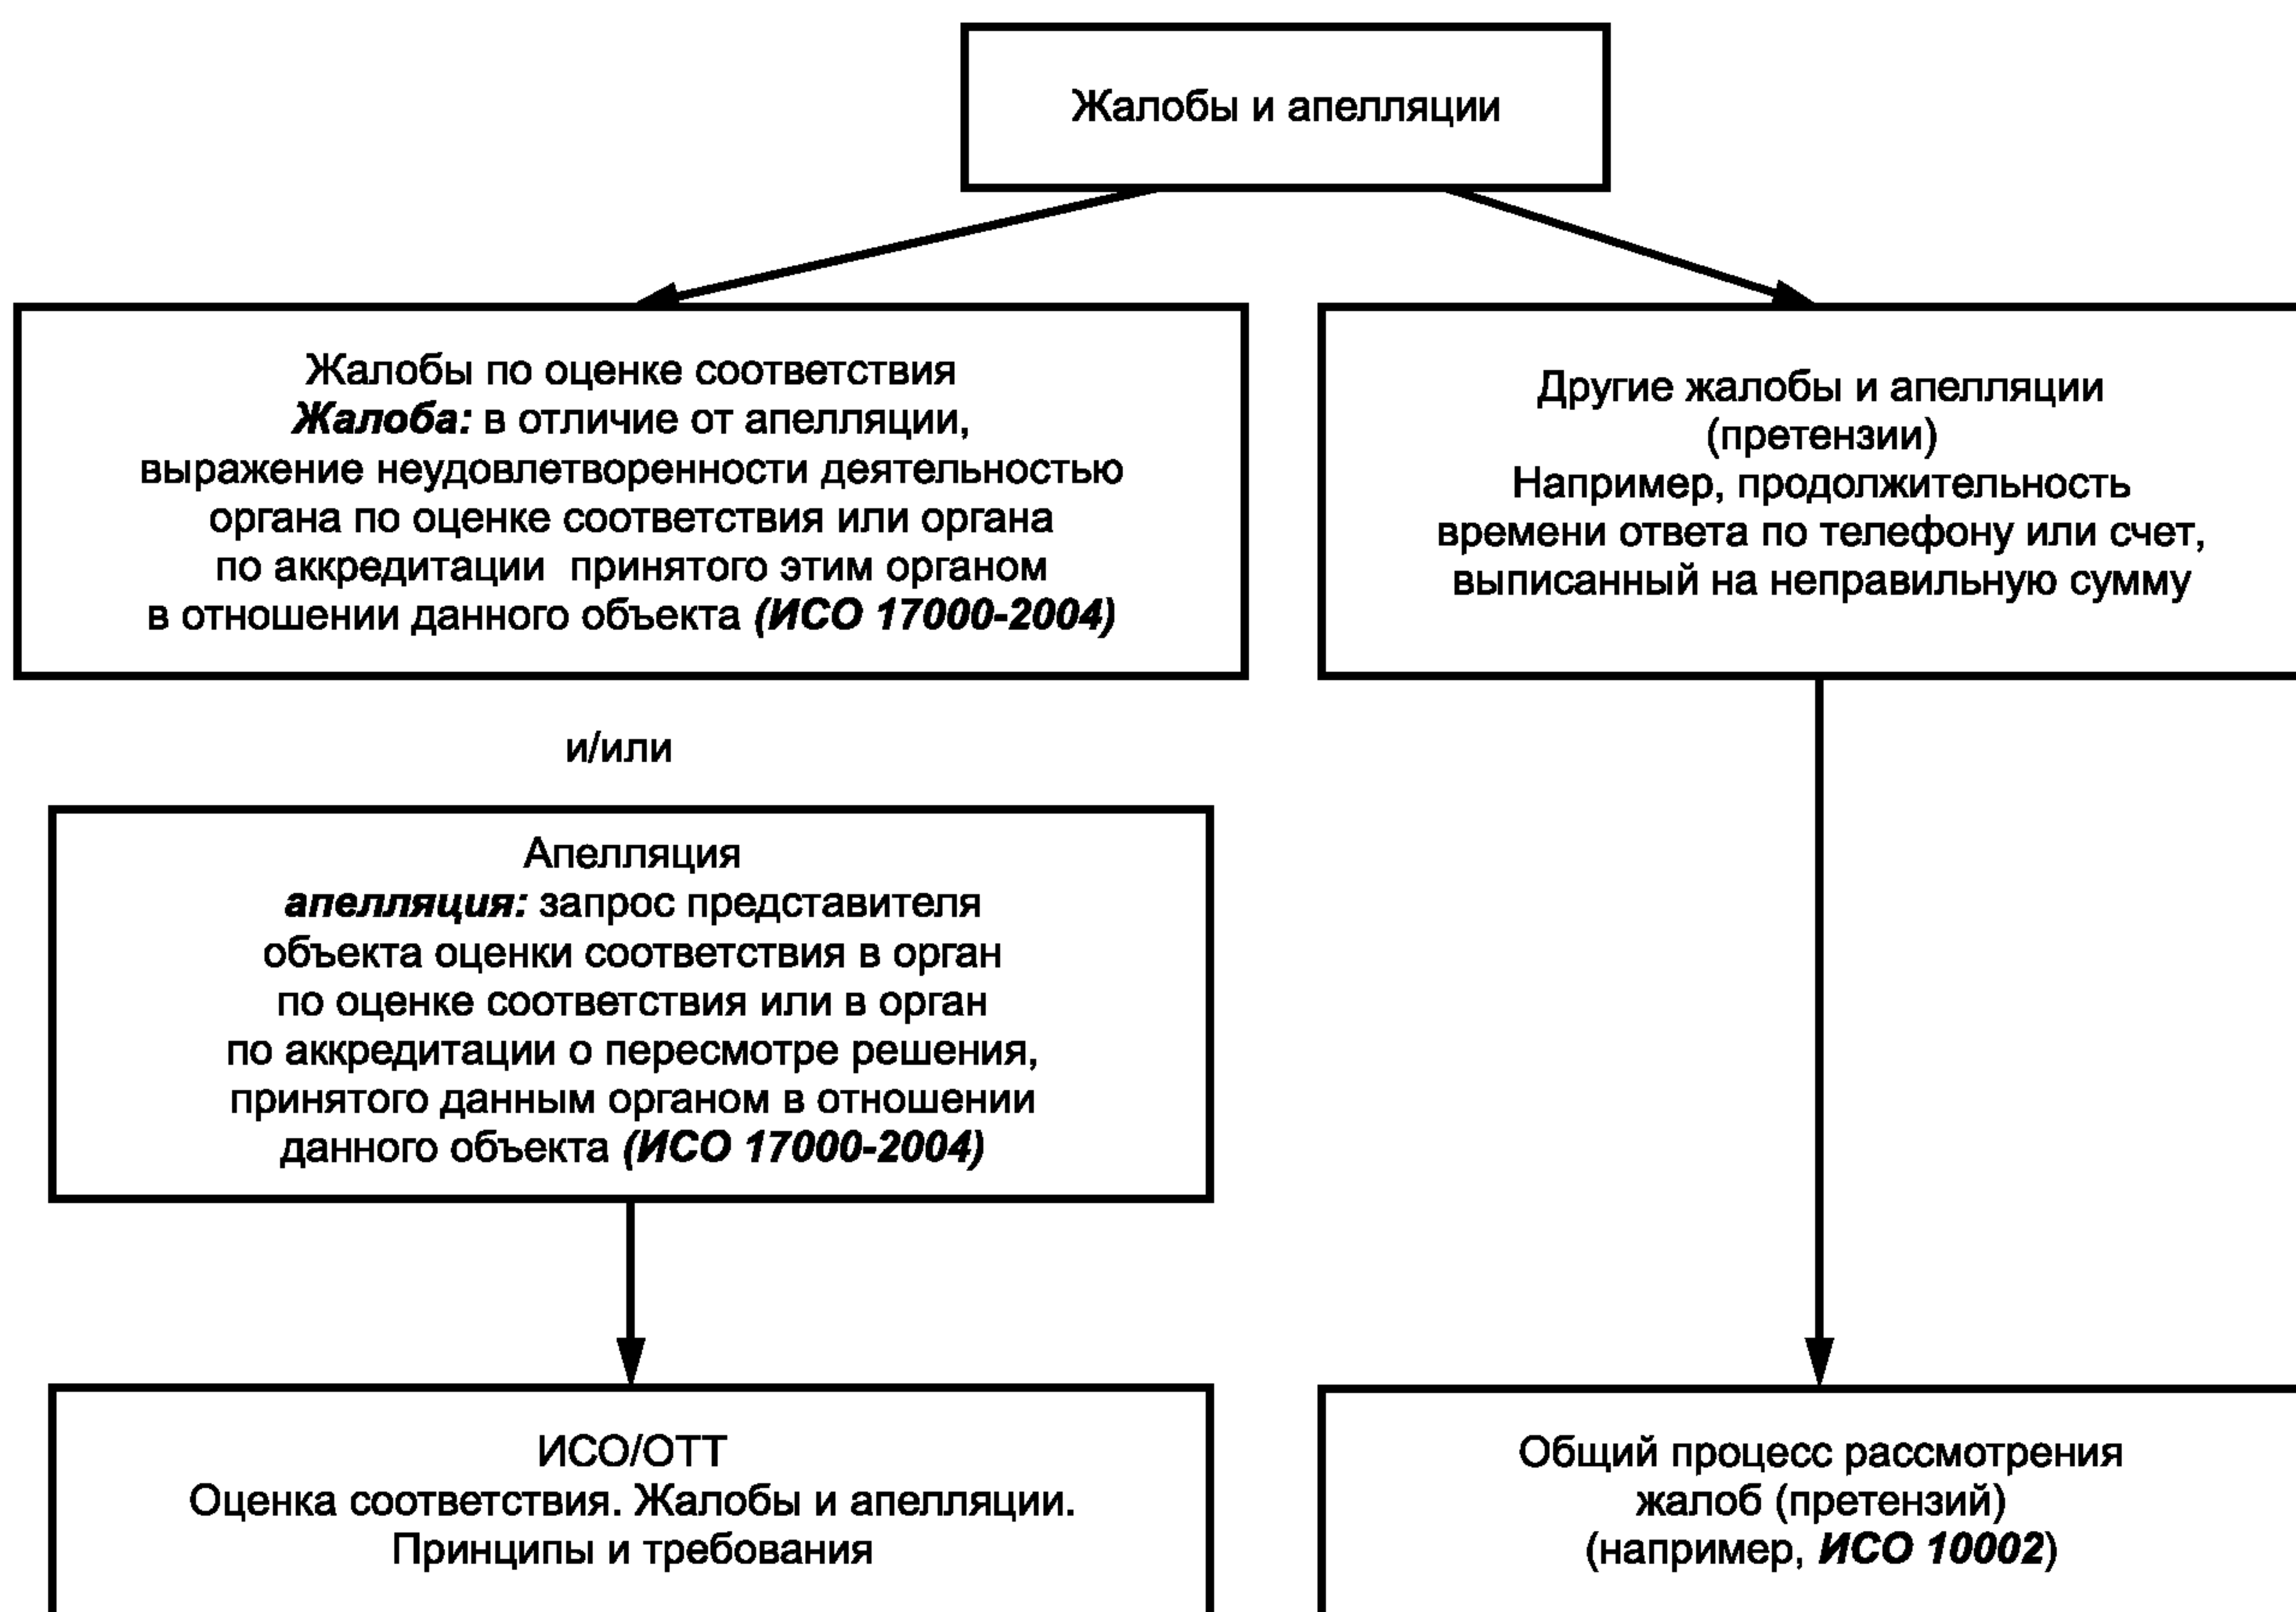 Жалобы и апелляции
Жалобы по оценке соответствия
Жалоба: в отличие от апелляции,
выражение неудовлетворенности деятельностью
органа по оценке соответствия или органа
по аккредитации принятого этим органом
в отношении данного объекта (ИСО 17000-2004)
Другие жалобы и апелляции
(претензии)
Например, продолжительность
времени ответа по телефону или счет,
выписанный на неправильную сумму
и/или
Апелляция
апелляция: запрос представителя
объекта оценки соответствия в орган
по оценке соответствия или в орган
по аккредитации о пересмотре решения,
принятого данным органом в отношении
данного объекта (ИСО 17000-2004)
ИСО/ОТТ
Оценка соответствия. Жалобы и апелляции.
Принципы и требования
Общий процесс рассмотрения
жалоб (претензий)
(например, ИСО 10002)